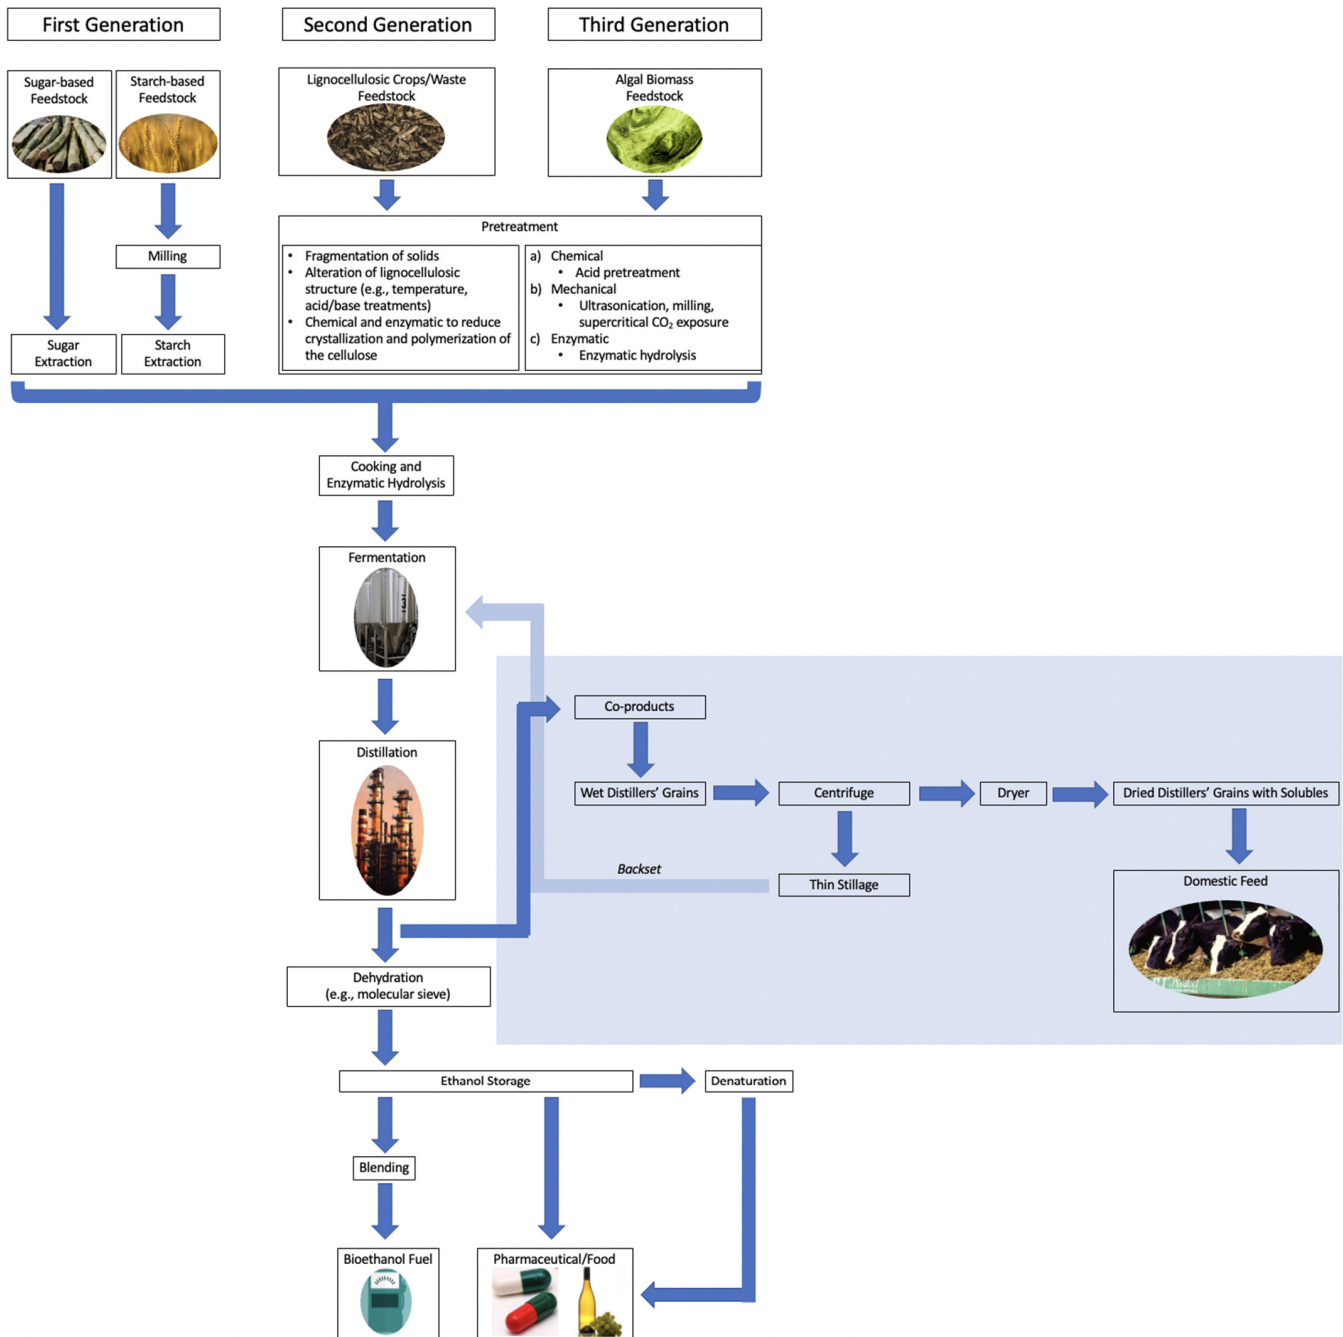 First Generation
Second Generation
Third Generation
Sugar-based
Feedstock
Starch-based
Feedstock
Lignocellulosic Crops/Waste
Feedstock
Algal Biomass
Feedstock
Milling
Sugar
Extraction
Starch
Extraction
Pretreatment
• Fragmentation of solids
• Alteration of lignocellulosic
structure (e.g., temperature,
acid/base treatments)
• Chemical and enzymatic to reduce
crystallization and polymerization of
the cellulose
a) Chemical
• Acid pretreatment
b) Mechanical
• Ultrasonication, milling,
supercritical CO₂ exposure
c) Enzymatic
• Enzymatic hydrolysis
Cooking and
Enzymatic Hydrolysis
Fermentation
Distillation
Co-products
Wet Distillers' Grains
Centrifuge
Dryer
Dried Distillers' Grains with Solubles
Backset
Thin Stillage
Domestic Feed
Dehydration
(e.g., molecular sieve)
Ethanol Storage
Denaturation
Blending
Bioethanol Fuel
Pharmaceutical/Food